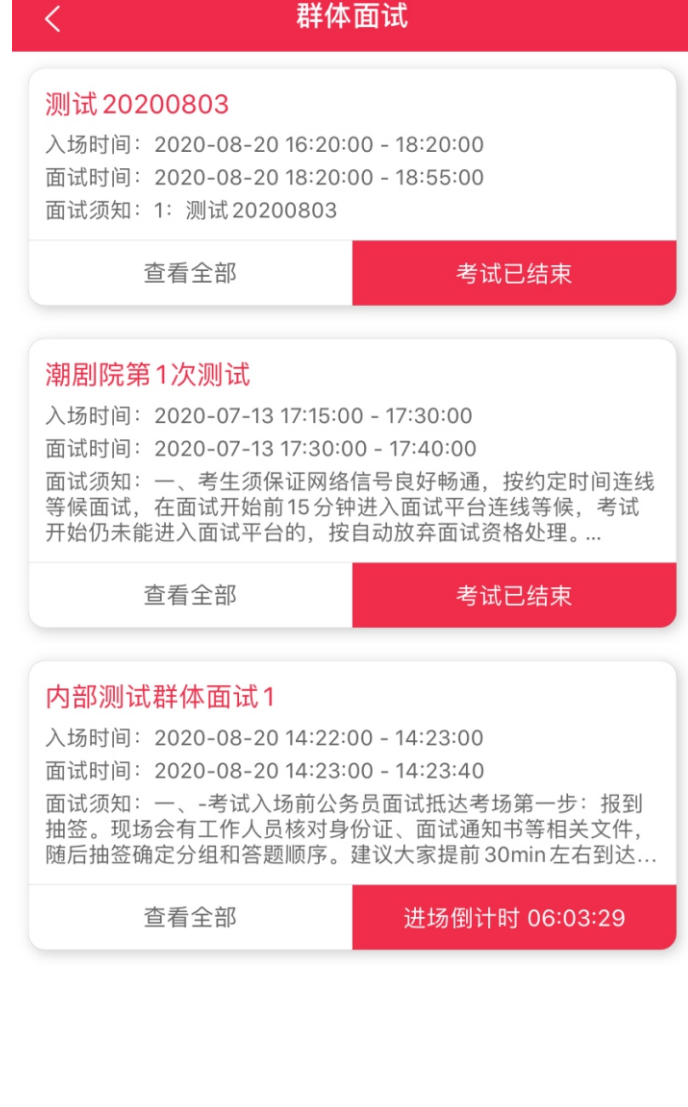 群体面试
测试20200803
入场时间：2020-08-20 16:20:00 - 18:20:00
面试时间：2020-08-20 18:20:00 - 18:55:00
面试须知：1：测试20200803
查看全部
考试已结束
潮剧院第1次测试
入场时间：2020-07-13 17:15:00 - 17:30:00
面试时间：2020-07-13 17:30:00 - 17:40:00
面试须知：一、考生须保证网络信号良好畅通，按约定时间连线
等候面试，在面试开始前15分钟进入面试平台连线等候，考试
开始仍未能进入面试平台的，按自动放弃面试资格处理。...
查看全部
考试已结束
内部测试群体面试1
入场时间：2020-08-20 14:22:00 - 14:23:00
面试时间：2020-08-20 14:23:00 - 14:23:40
面试须知：一、-考试入场前公务员面试抵达考场第一步：报到
抽签。现场会有工作人员核对身份证、面试通知书等相关文件，
随后抽签确定分组和答题顺序。建议大家提前30min左右到达...
查看全部
进场倒计时 06:03:29